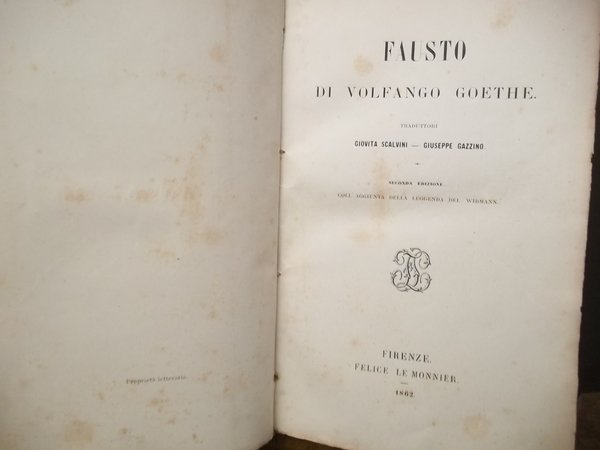 Proprietà letteraria.
FAUSTO
DI VOLFANGO GOETHE.
TRADUTTORI
GIOVITA SCALVINI — GIUSEPPE GAZZINO.
SECONDA EDIZIONE,
COLL'AGGIUNTA DELLA LEGGENDA DEL WIDMANN.
FIRENZE.
FELICE LE MONNIER.
1862